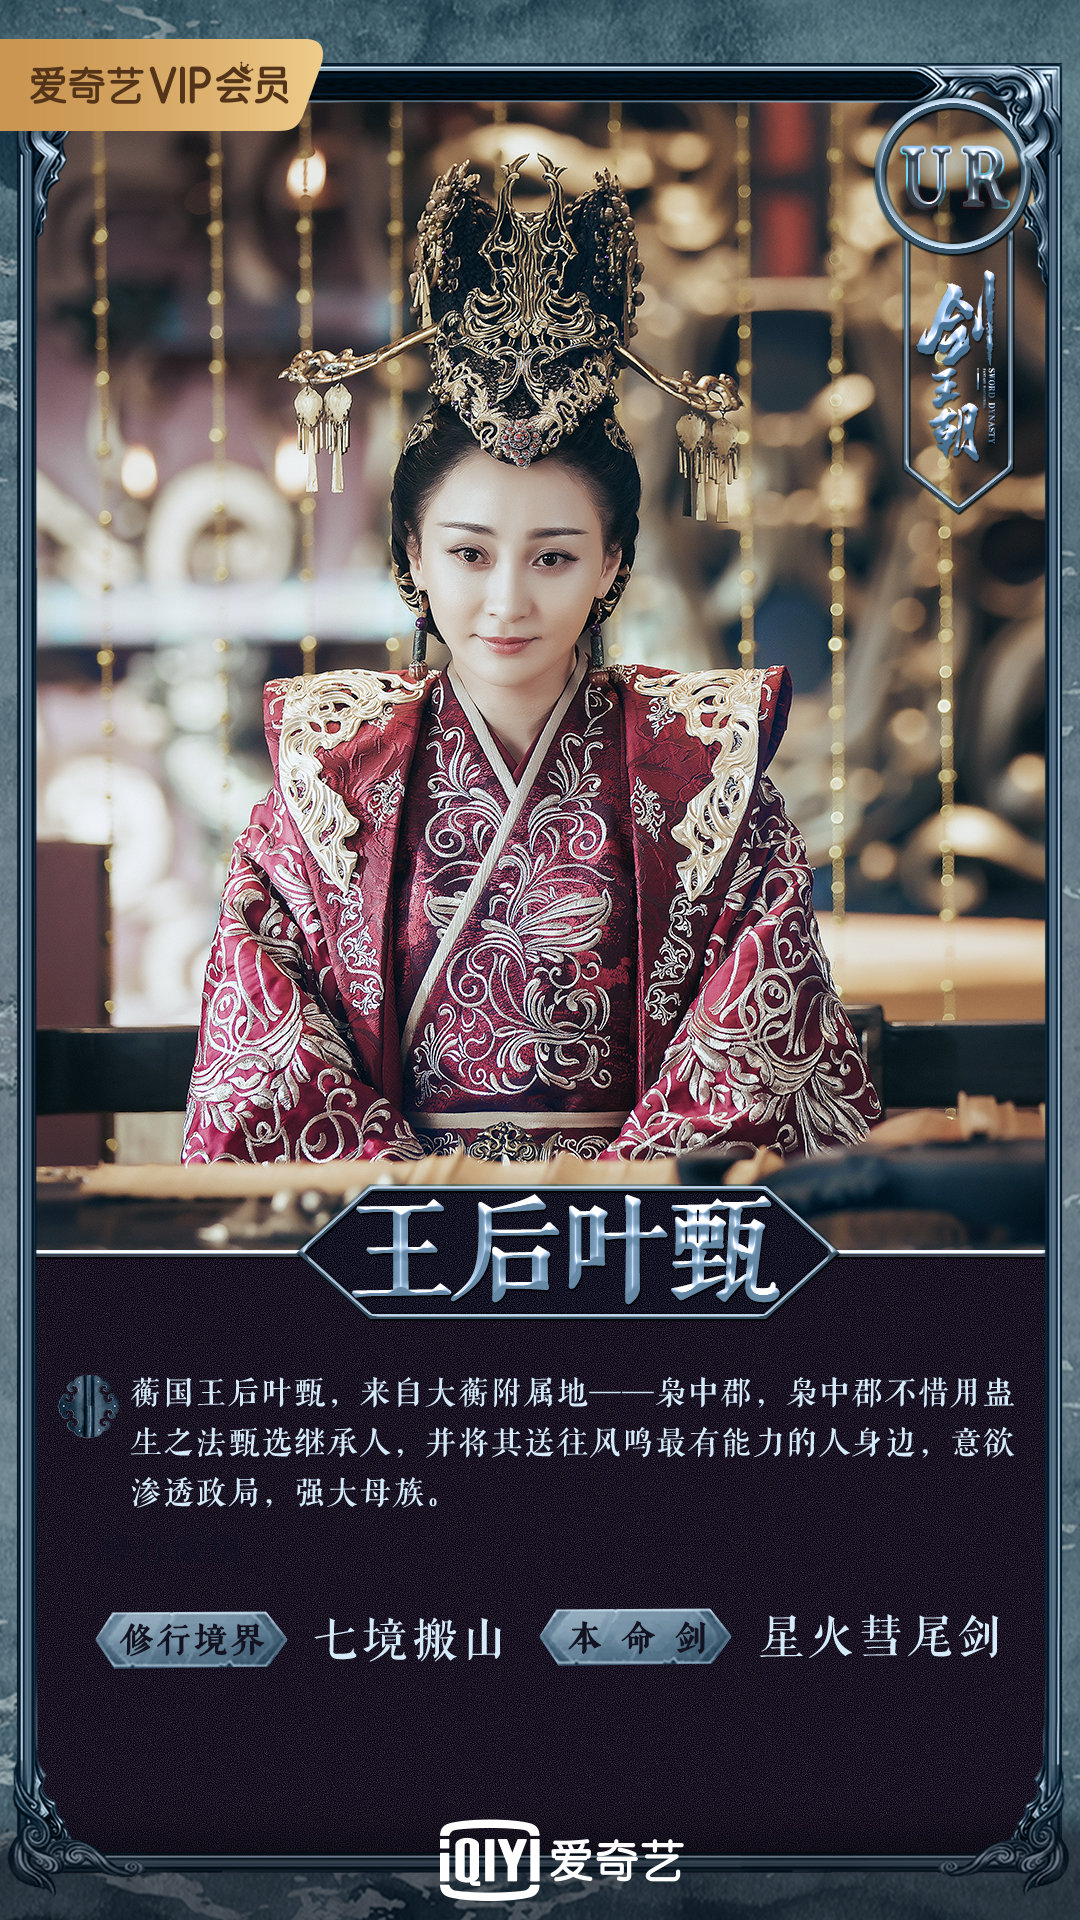 爱奇艺VIP会员
UR
剑王朝
SWORD DYNASTY
王后叶甄
蘅国王后叶甄，来自大蘅附属地——枭中郡，枭中郡不惜用蛊
生之法甄选继承人，并将其送往风鸣最有能力的人身边，意欲
渗透政局，强大母族。
修行境界 七境搬山 本命剑 星火彗尾剑
iQIYI 爱奇艺